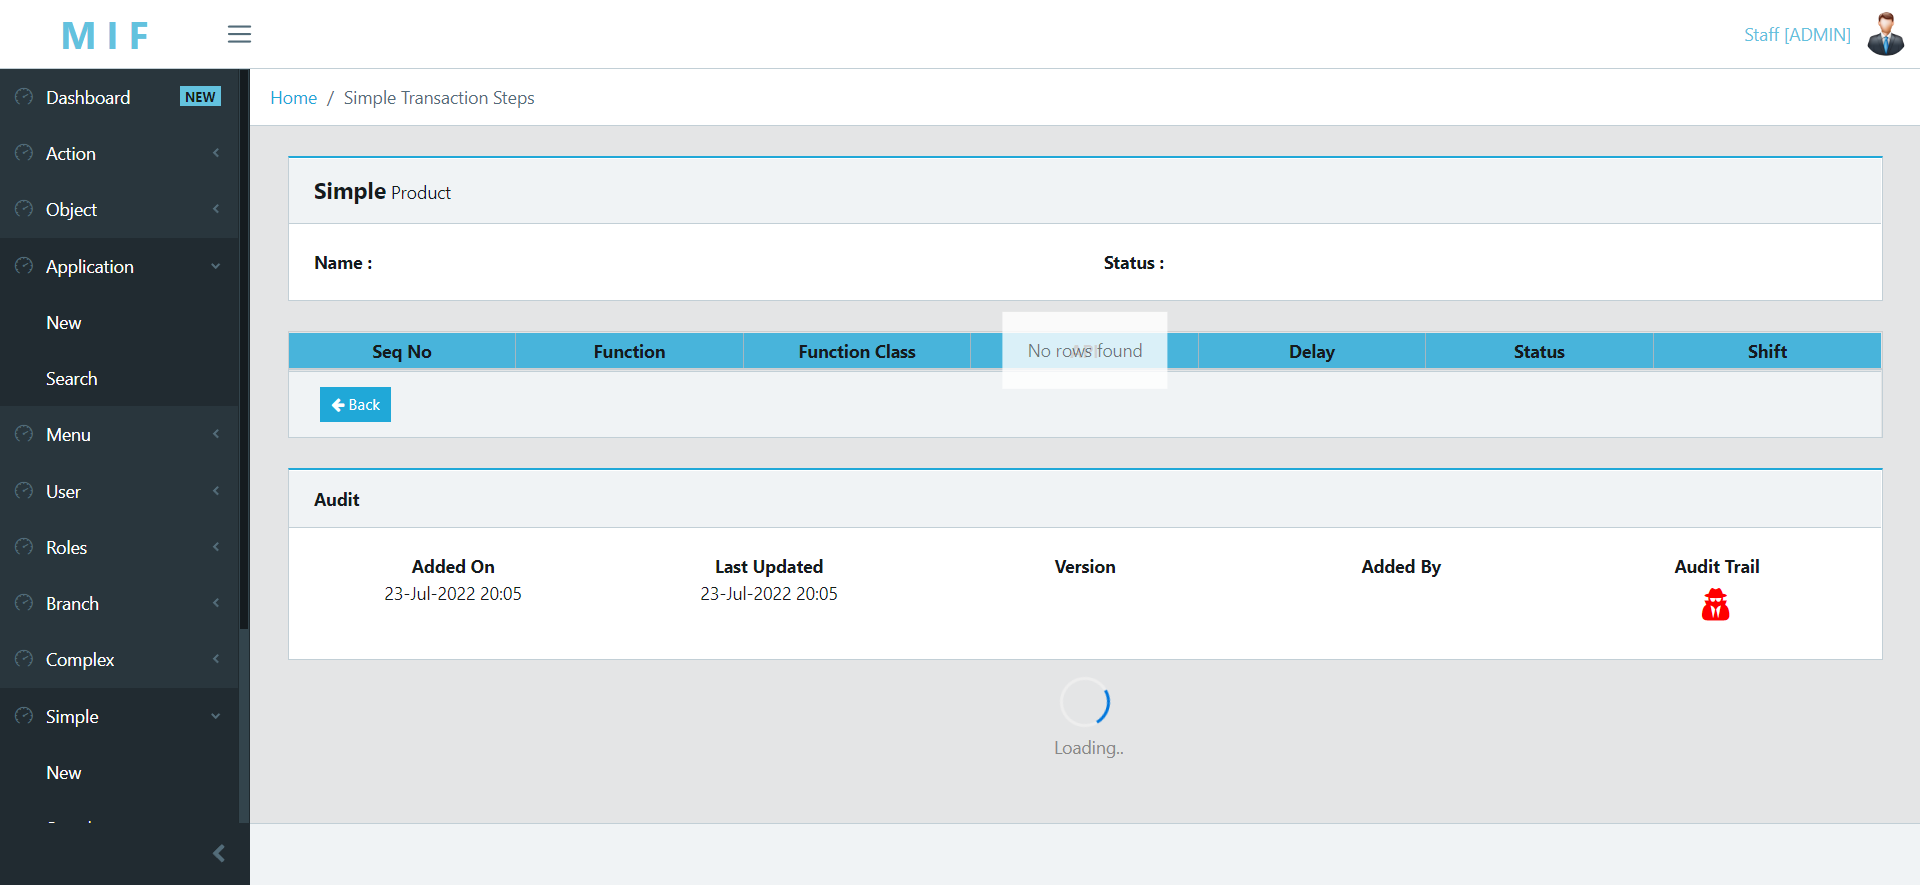 M I F
Staff [ADMIN]
Dashboard NEW
Action
Object
Application
New
Search
Menu
User
Roles
Branch
Complex
Simple
New
Home / Simple Transaction Steps
Simple Product
Name :
Status :
Seq No Function Function Class Delay Status Shift
No rows found
Back
Audit
Added On Last Updated Version Added By Audit Trail
23-Jul-2022 20:05 23-Jul-2022 20:05
Loading..